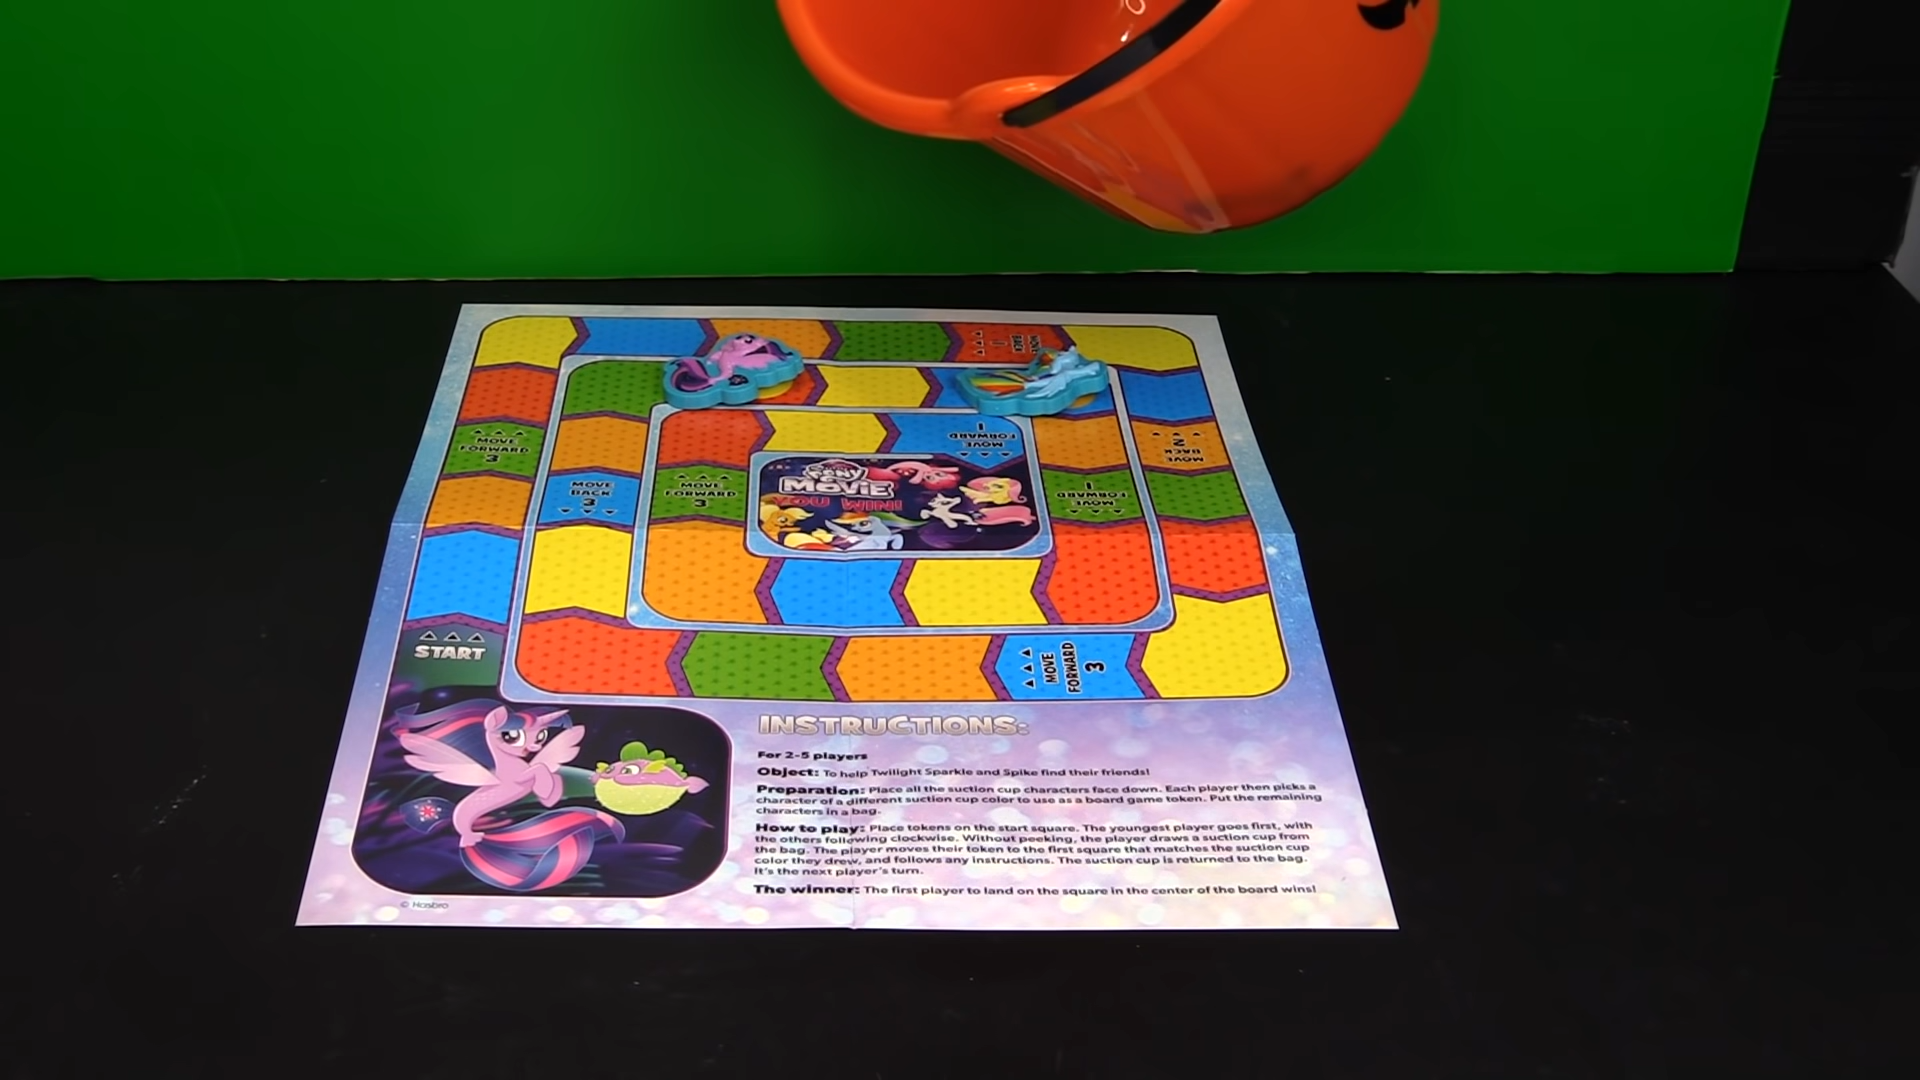 MOVE
BACK
1
MOVE
FORWARD
3
MOVE
BACK
2
MOVE
FORWARD
1
MOVE
BACK
3
MOVE
FORWARD
3
MOVE
FORWARD
1
PONY
MOVIE
YOU WIN!
START
MOVE
FORWARD
3
INSTRUCTIONS:
For 2-5 players
Object: To help Twilight Sparkle and Spike find their friends!
Preparation: Place all the suction cup characters face down. Each player then picks a
character of a different suction cup color to use as a board game token. Put the remaining
characters in a bag.
How to play: Place tokens on the start square. The youngest player goes first, with
the others following clockwise. Without peeking, the player draws a suction cup from
the bag. The player moves their token to the first square that matches the suction cup
color they drew, and follows any instructions. The suction cup is returned to the bag.
It's the next player's turn.
The winner: The first player to land on the square in the center of the board wins!
© Hasbro